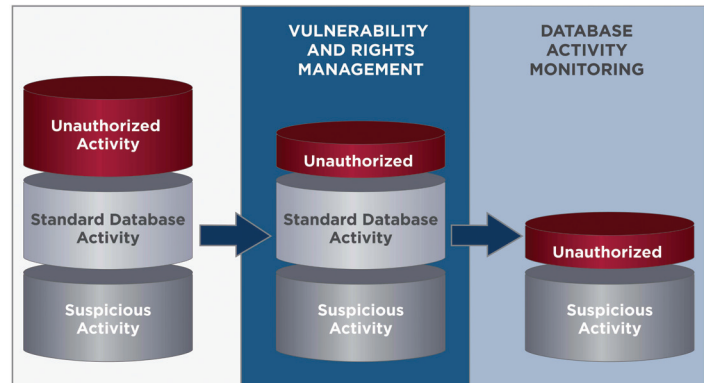 Unauthorized
Activity
Standard Database
Activity
Suspicious
Activity
VULNERABILITY
AND RIGHTS
MANAGEMENT
Unauthorized
Standard Database
Activity
Suspicious
Activity
DATABASE
ACTIVITY
MONITORING
Unauthorized
Suspicious
Activity